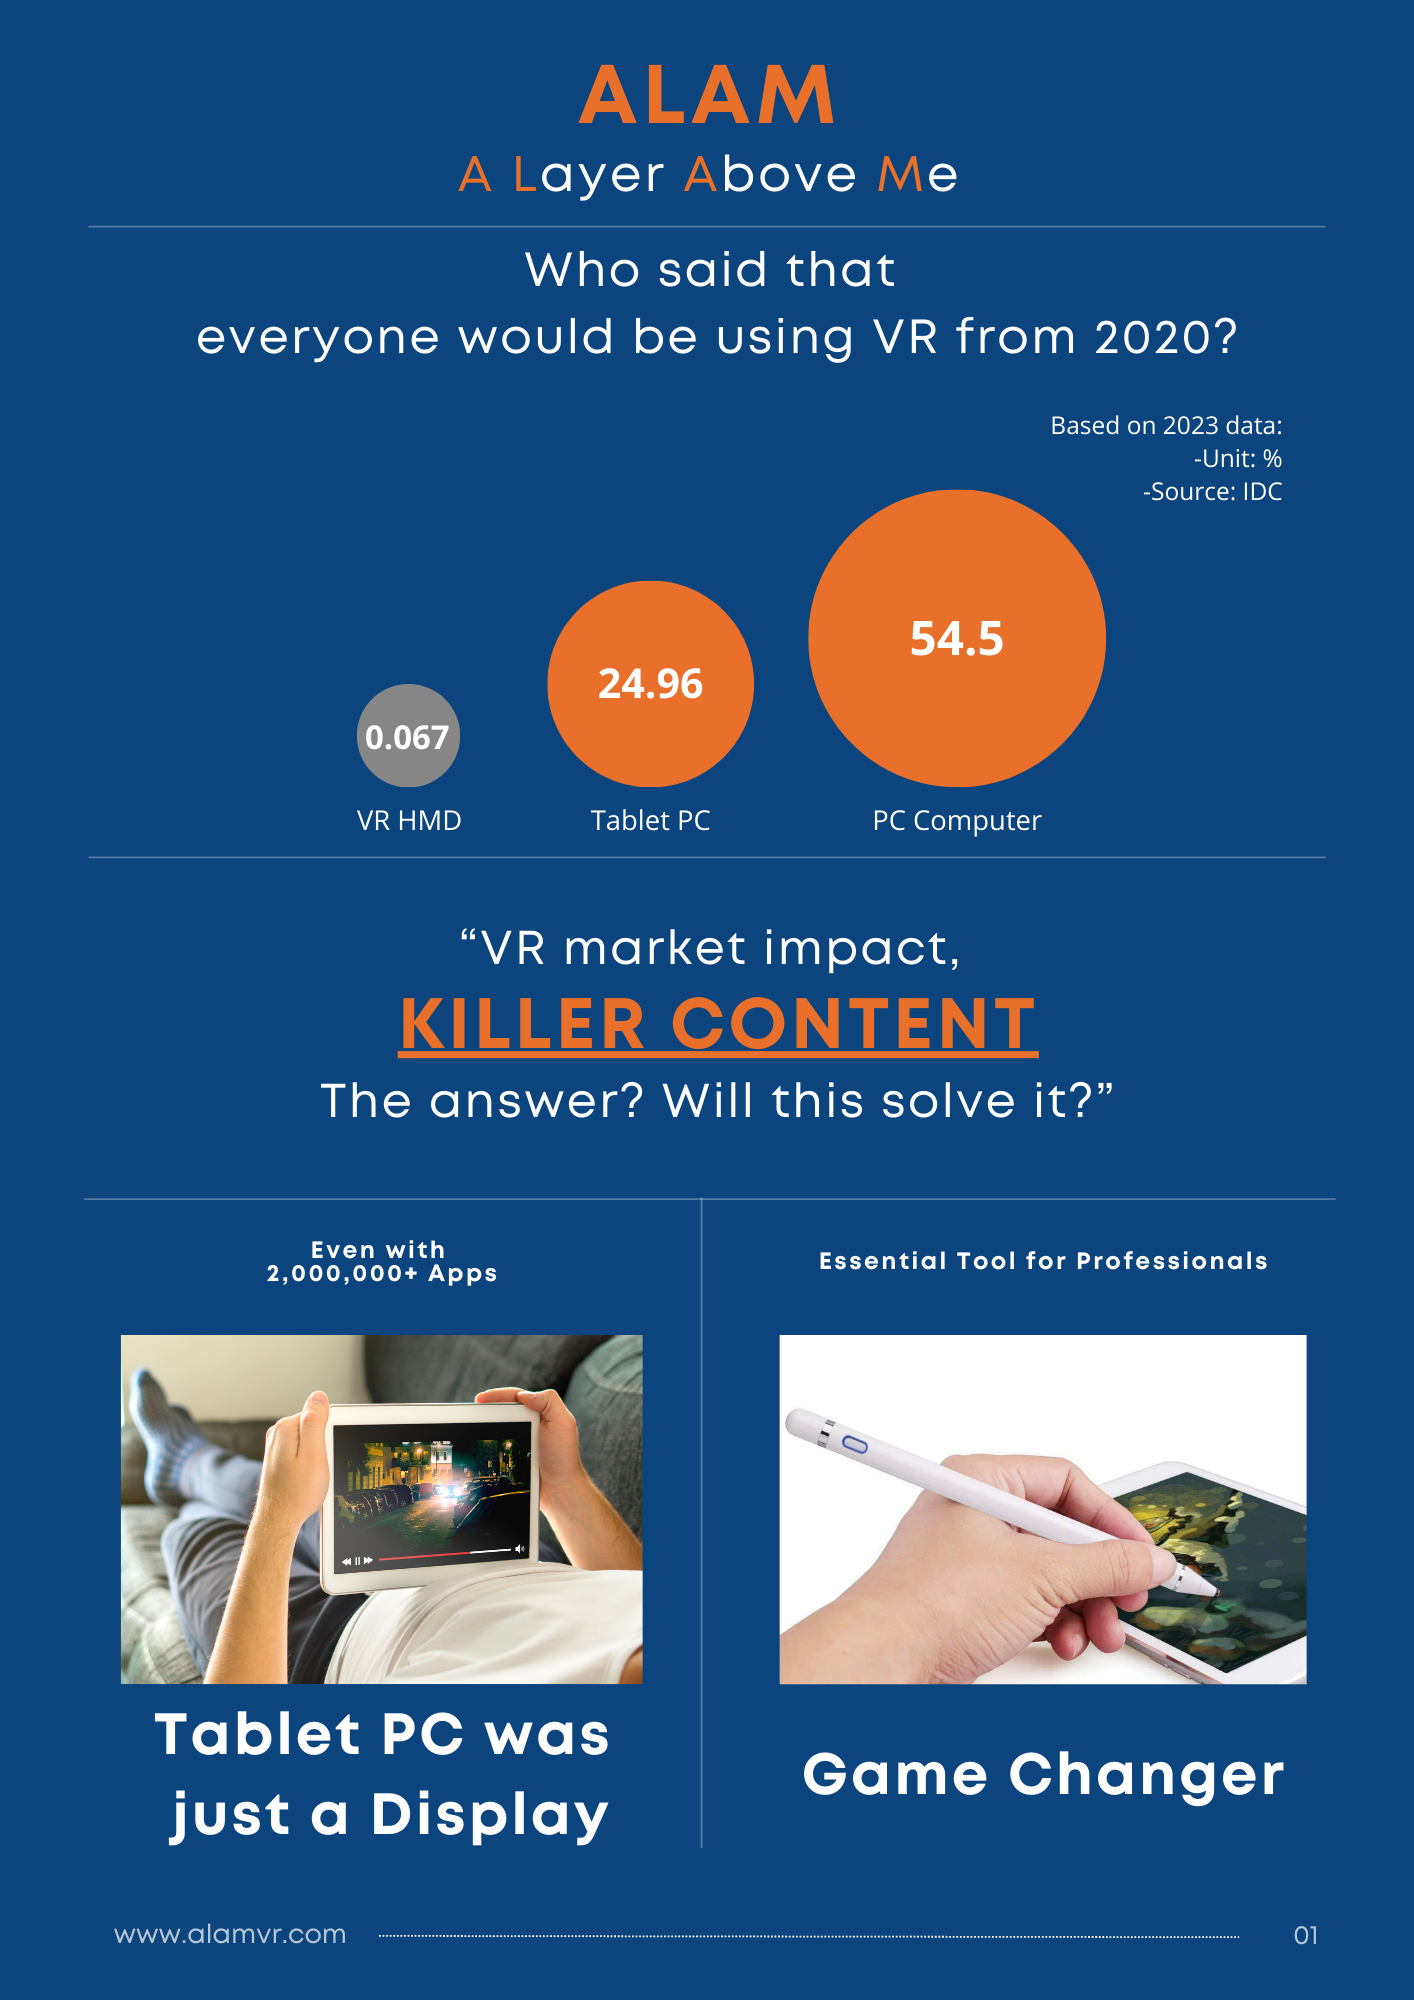 ALAM
A Layer Above Me
Who said that
everyone would be using VR from 2020?
Based on 2023 data:
-Unit: %
-Source: IDC
0.067
24.96
54.5
VR HMD
Tablet PC
PC Computer
“VR market impact,
KILLER CONTENT
The answer? Will this solve it?”
Even with
2,000,000+ Apps
Essential Tool for Professionals
Tablet PC was
just a Display
Game Changer
www.alamvr.com
01